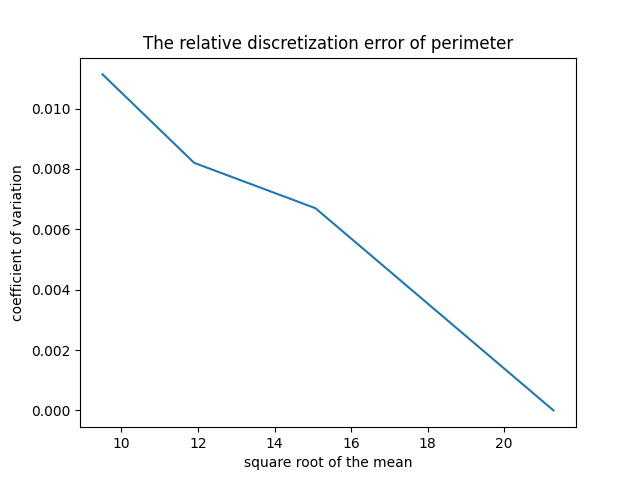 The relative discretization error of perimeter
coefficient of variation
0.010
0.008
0.006
0.004
0.002
0.000
10 12 14 16 18 20
square root of the mean